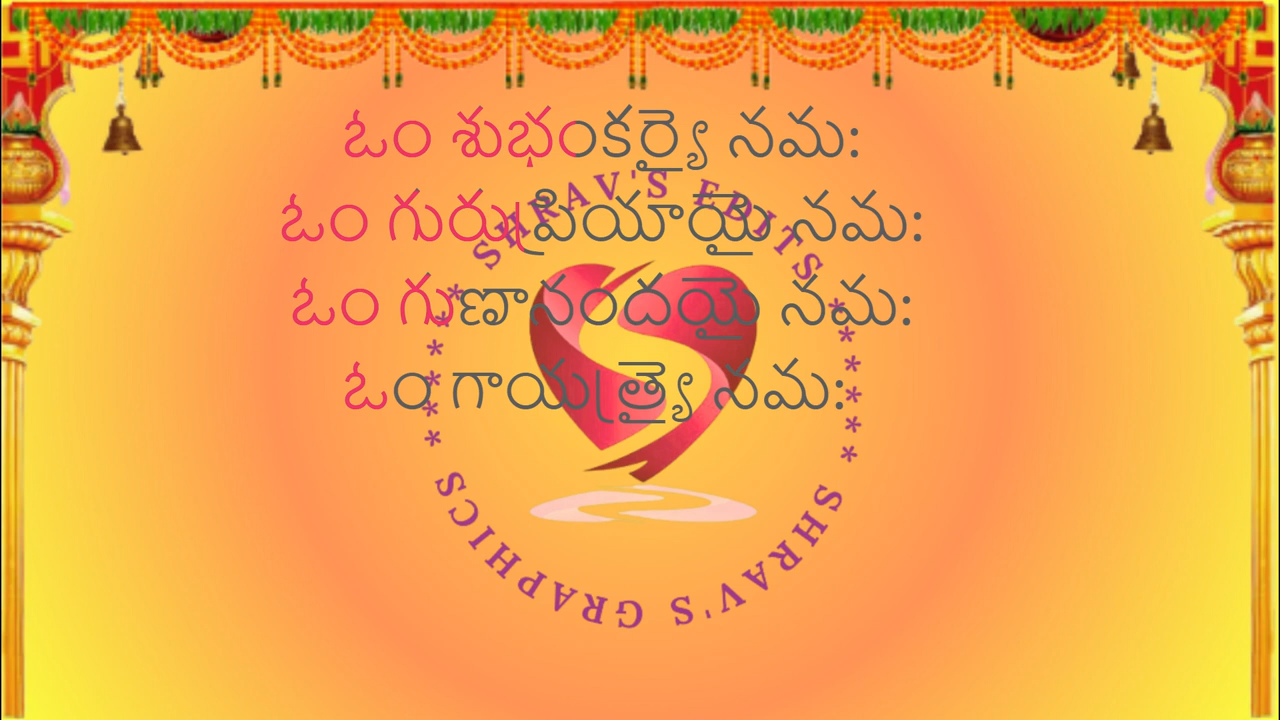 ఓం శుభంకర్యై నమ:
ఓం గురుప్రియాయై నమ:
ఓం గుణానందయై నమ:
ఓం గాయత్ర్యై నమ:
SHRAV'S EDITS
SHRAV'S GRAPHICS